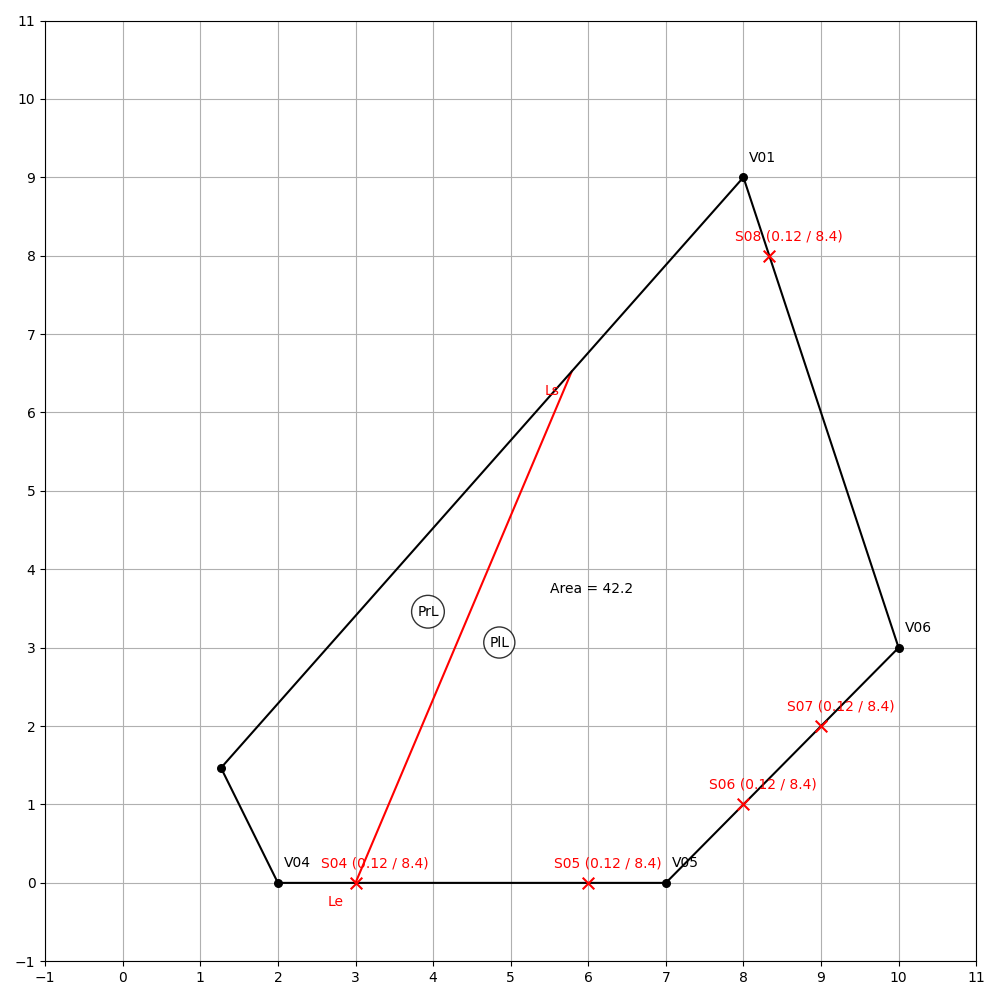 11
10
V01
9
S08 (0.12 / 8.4)
8
7
Ls
6
5
4
Area = 42.2
PrL
PlL
V06
3
S07 (0.12 / 8.4)
2
S06 (0.12 / 8.4)
1
V04
S04 (0.12 / 8.4)
S05 (0.12 / 8.4)
V05
0
Le
−1
−1 0 1 2 3 4 5 6 7 8 9 10 11